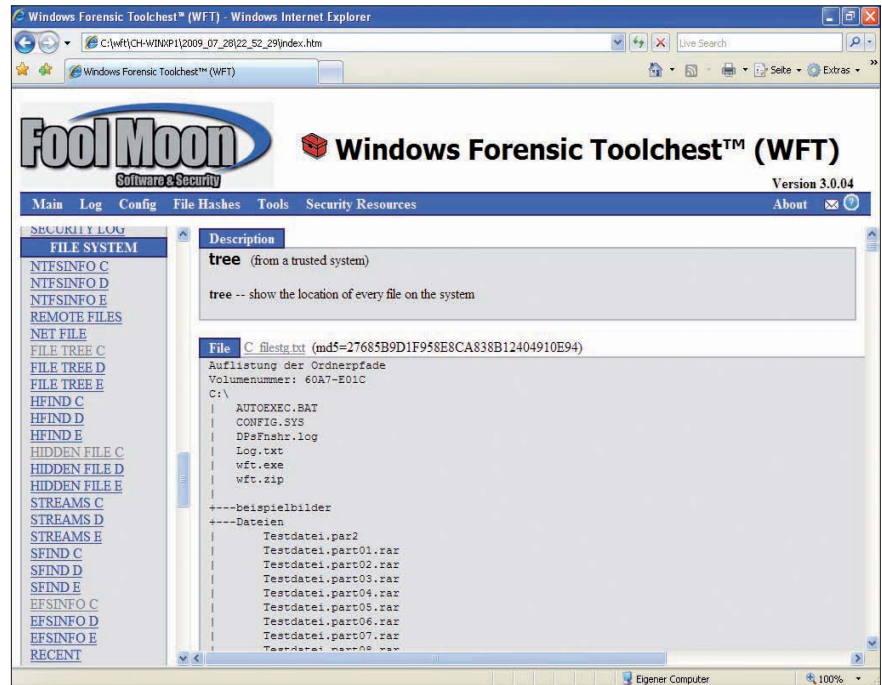 Windows Forensic Toolchest™ (WFT) - Windows Internet Explorer
C:\wft\CH-WINXP1\2009_07_28\22_52_29\index.htm
Live Search
Windows Forensic Toolchest™ (WFT)
Seite
Extras
Fool Moon
Software & Security
Windows Forensic Toolchest™ (WFT)
Version 3.0.04
Main Log Config File Hashes Tools Security Resources About
SECURITY LOG
FILE SYSTEM
NTFSINFO C
NTFSINFO D
NTFSINFO E
REMOTE FILES
NET FILE
FILE TREE C
FILE TREE D
FILE TREE E
HFIND C
HFIND D
HFIND E
HIDDEN FILE C
HIDDEN FILE D
HIDDEN FILE E
STREAMS C
STREAMS D
STREAMS E
SFIND C
SFIND D
SFIND E
EFSINFO C
EFSINFO D
EFSINFO E
RECENT
Description
tree (from a trusted system)
tree -- show the location of every file on the system
File C_filestg.txt (md5=27685B9D1F958E8CA838B12404910E94)
Auflistung der Ordnerpfade
Volumenummer: 60A7-E01C
C:\
| AUTOEXEC.BAT
| CONFIG.SYS
| DPsFnshr.log
| Log.txt
| wft.exe
| wft.zip
|
+---beispielbilder
+---Dateien
| Testdatei.par2
| Testdatei.part01.rar
| Testdatei.part02.rar
| Testdatei.part03.rar
| Testdatei.part04.rar
| Testdatei.part05.rar
| Testdatei.part06.rar
| Testdatei.part07.rar
| Testdatei.part08.rar
Eigener Computer
100%